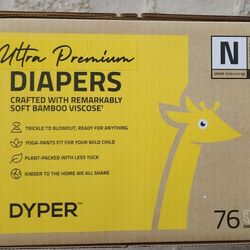 Ultra Premium
DIAPERS
CRAFTED WITH REMARKABLY
SOFT BAMBOO VISCOSE†
TRICKLE TO BLOWOUT, READY FOR ANYTHING
YOGA-PANTS FIT FOR YOUR WILD CHILD
PLANT-PACKED WITH LESS YUCK
KINDER TO THE HOME WE ALL SHARE
DYPER™
N
76